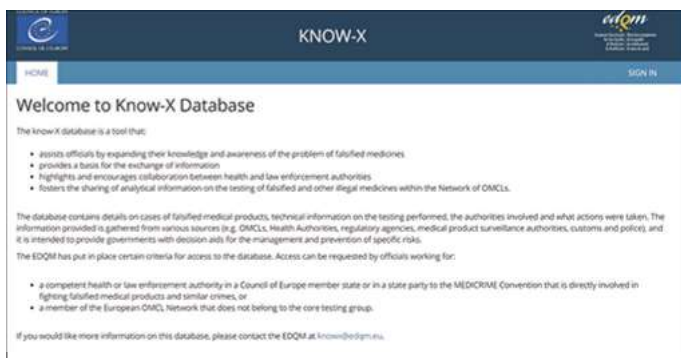 KNOW-X
edqm
HOME
SIGN IN
Welcome to Know-X Database
The know-X database is a tool that:
• assists officials by expanding their knowledge and awareness of the problem of falsified medicines
• provides a basis for the exchange of information
• highlights and encourages collaboration between health and law enforcement authorities
• fosters the sharing of analytical information on the testing of falsified and other illegal medicines within the Network of OMCLs.
The database contains details on cases of falsified medical products, technical information on the testing performed, the authorities involved and what actions were taken. The
information provided is gathered from various sources (e.g. OMCLs, Health Authorities, regulatory agencies, medical product surveillance authorities, customs and police), and
it is intended to provide governments with decision aids for the management and prevention of specific risks.
The EDQM has put in place certain criteria for access to the database. Access can be requested by officials working for:
• a competent health or law enforcement authority in a Council of Europe member state or in a state party to the MEDICRIME Convention that is directly involved in
fighting falsified medical products and similar crimes, or
• a member of the European OMCL Network that does not belong to the core testing group.
If you would like more information on this database, please contact the EDQM at knowx@edqm.eu.